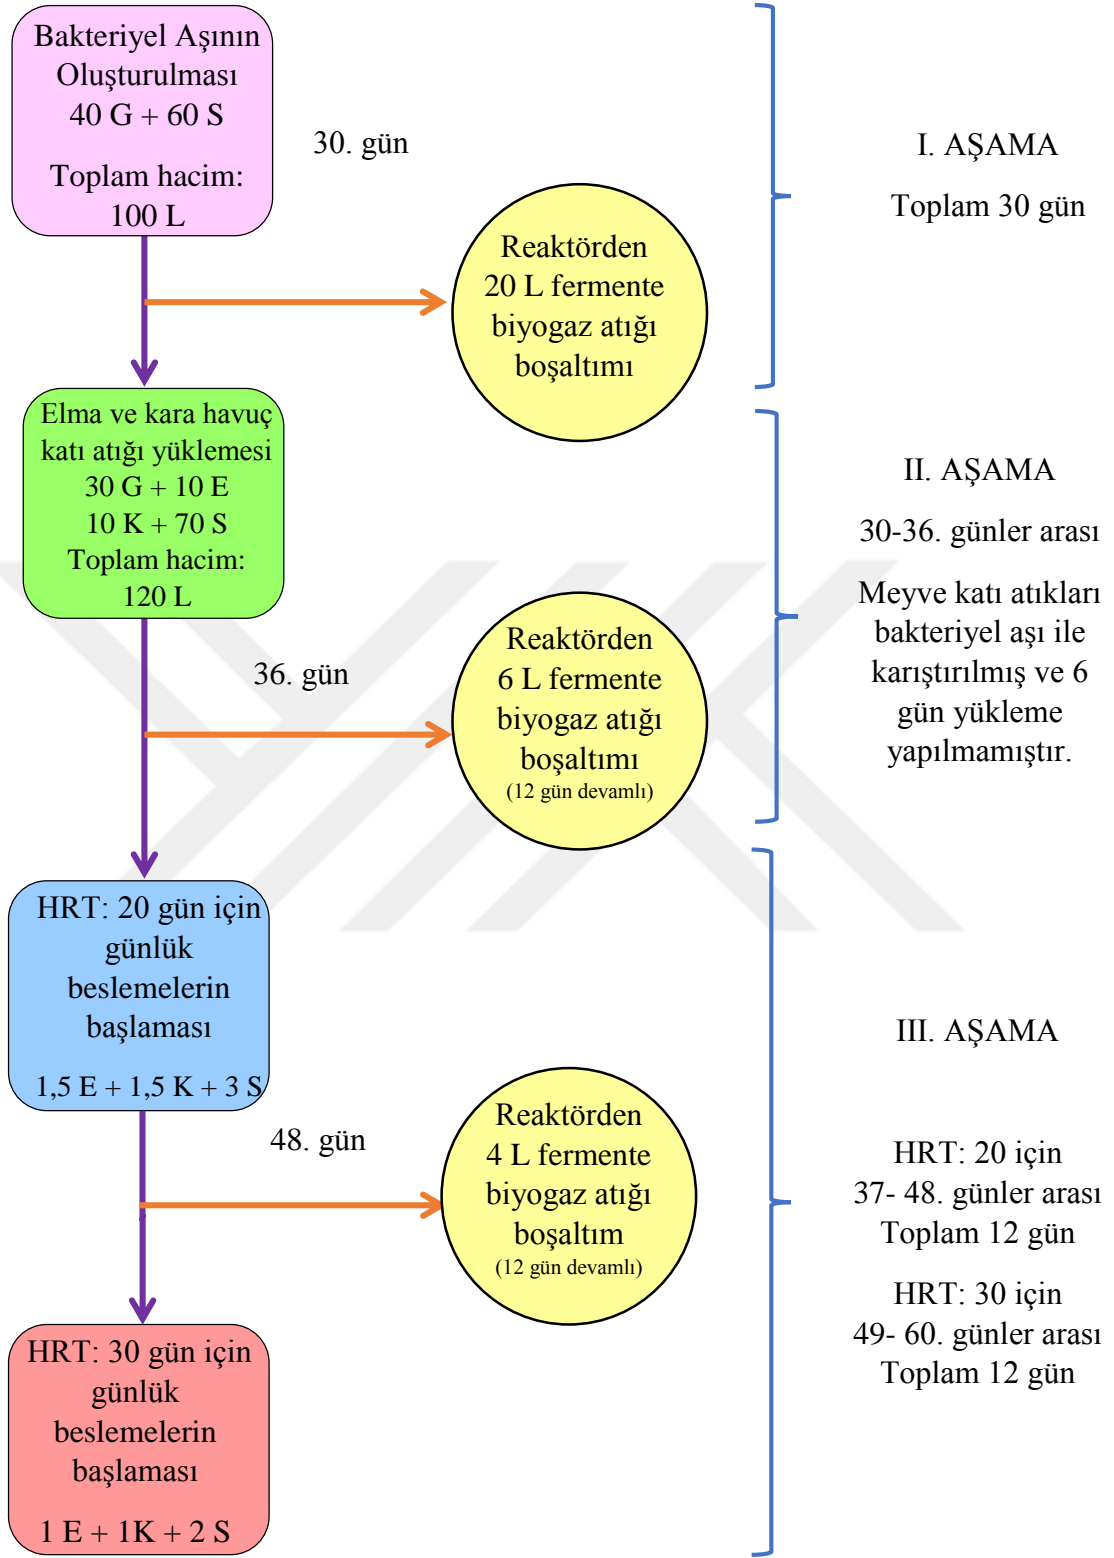 Bakteriyel Aşının
Oluşturulması
40 G + 60 S
Toplam hacim:
100 L
30. gün
Reaktörden
20 L fermente
biyogaz atığı
boşaltımı
I. AŞAMA
Toplam 30 gün
Elma ve kara havuç
katı atığı yüklemesi
30 G + 10 E
10 K + 70 S
Toplam hacim:
120 L
36. gün
Reaktörden
6 L fermente
biyogaz atığı
boşaltımı
(12 gün devamlı)
II. AŞAMA
30-36. günler arası
Meyve katı atıkları
bakteriyel aşı ile
karıştırılmış ve 6
gün yükleme
yapılmamıştır.
HRT: 20 gün için
günlük
beslemelerin
başlaması
1,5 E + 1,5 K + 3 S
48. gün
Reaktörden
4 L fermente
biyogaz atığı
boşaltım
(12 gün devamlı)
III. AŞAMA
HRT: 20 için
37- 48. günler arası
Toplam 12 gün
HRT: 30 için
49- 60. günler arası
Toplam 12 gün
HRT: 30 gün için
günlük
beslemelerin
başlaması
1 E + 1K + 2 S